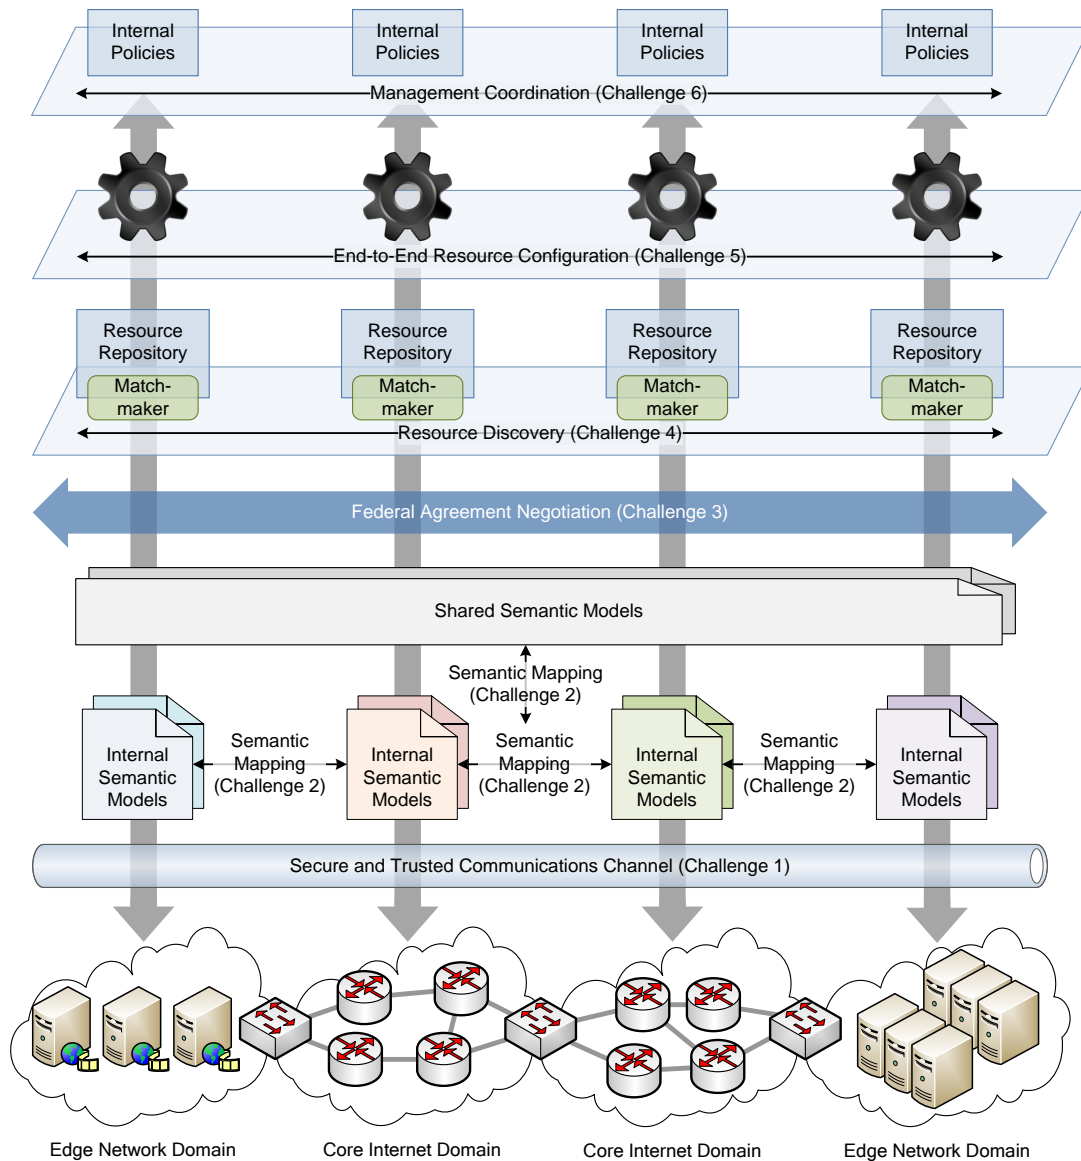 Internal
Policies
Internal
Policies
Internal
Policies
Internal
Policies
Management Coordination (Challenge 6)
End-to-End Resource Configuration (Challenge 5)
Resource
Repository
Match-
maker
Resource
Repository
Match-
maker
Resource
Repository
Match-
maker
Resource
Repository
Match-
maker
Resource Discovery (Challenge 4)
Federal Agreement Negotiation (Challenge 3)
Shared Semantic Models
Semantic Mapping
(Challenge 2)
Internal
Semantic
Models
Semantic
Mapping
(Challenge 2)
Internal
Semantic
Models
Semantic
Mapping
(Challenge 2)
Internal
Semantic
Models
Semantic
Mapping
(Challenge 2)
Internal
Semantic
Models
Secure and Trusted Communications Channel (Challenge 1)
Edge Network Domain
Core Internet Domain
Core Internet Domain
Edge Network Domain